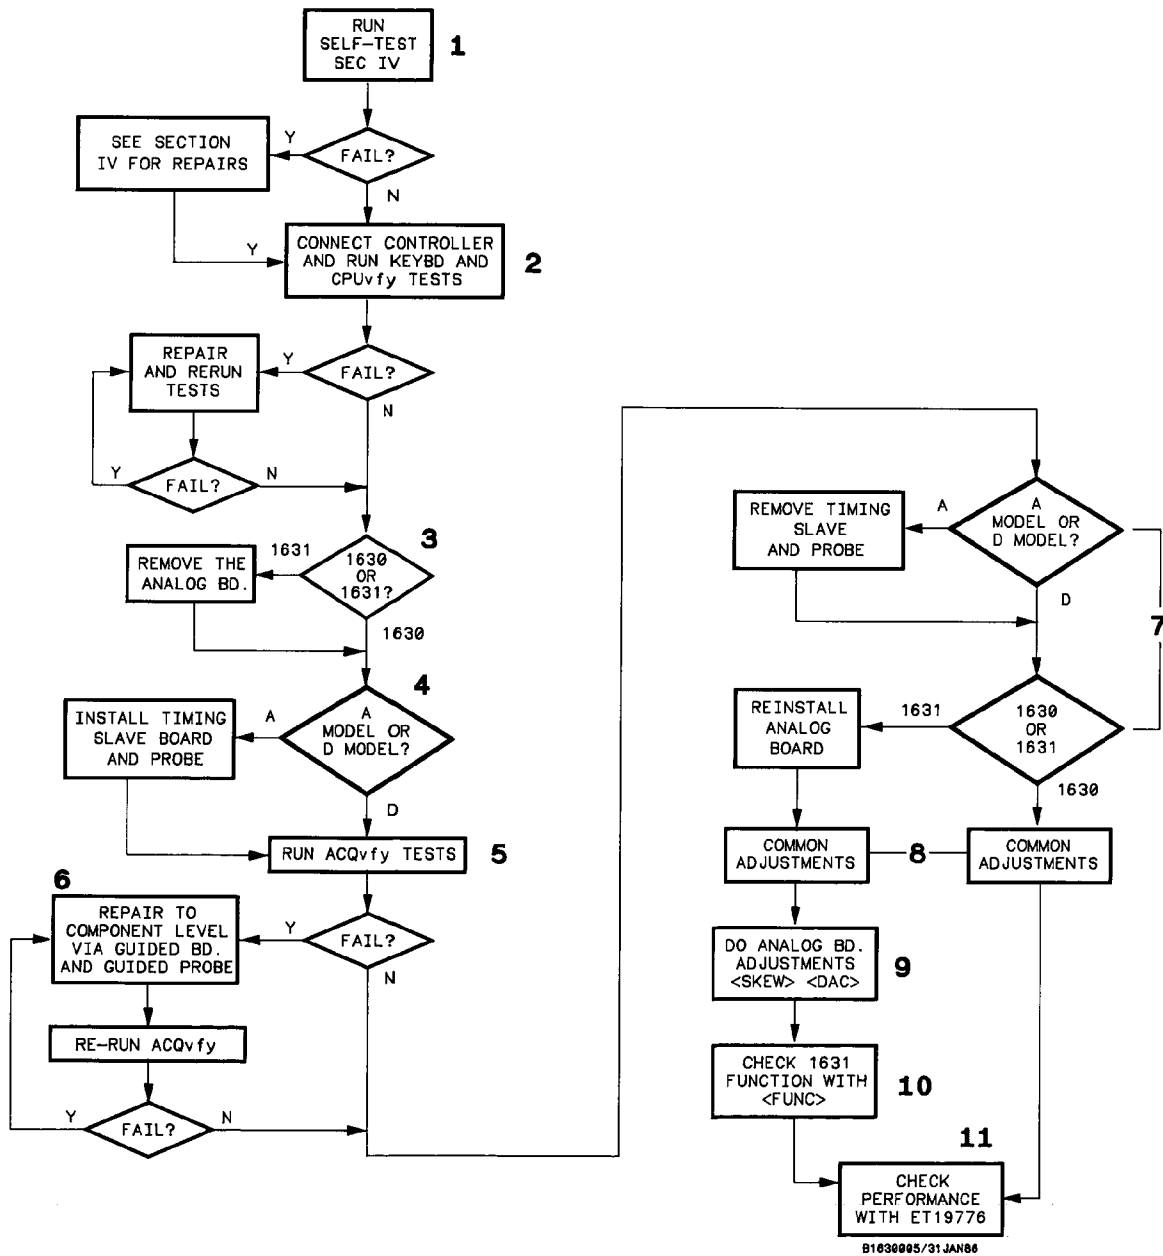 RUN
SELF-TEST
SEC IV
1
SEE SECTION
IV FOR REPAIRS
Y
FAIL?
N
Y
CONNECT CONTROLLER
AND RUN KEYBD AND
CPUvfy TESTS
2
REPAIR
AND RERUN
TESTS
Y
FAIL?
N
Y
FAIL?
N
3
REMOVE THE
ANALOG BD.
1631
1630
OR
1631?
1630
4
INSTALL TIMING
SLAVE BOARD
AND PROBE
A
A
MODEL OR
D MODEL?
D
RUN ACQvfy TESTS
5
6
REPAIR TO
COMPONENT LEVEL
VIA GUIDED BD.
AND GUIDED PROBE
Y
FAIL?
N
RE-RUN ACQvfy
Y
FAIL?
N
REMOVE TIMING
SLAVE
AND PROBE
A
A
MODEL OR
D MODEL?
D
7
REINSTALL
ANALOG
BOARD
1631
1630
OR
1631
1630
COMMON
ADJUSTMENTS
8
COMMON
ADJUSTMENTS
DO ANALOG BD.
ADJUSTMENTS
<SKEW> <DAC>
9
CHECK 1631
FUNCTION WITH
<FUNC>
10
11
CHECK
PERFORMANCE
WITH ET19776
B1630005/31JAN86